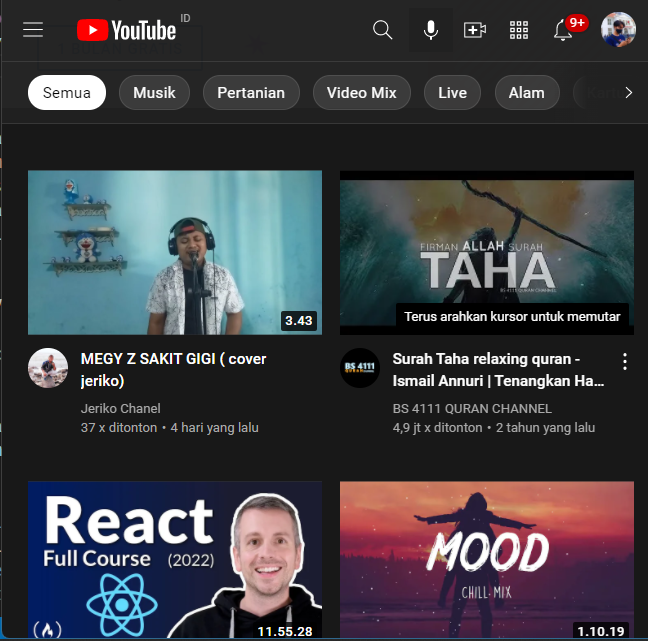 YouTube ID
9+
Semua
Musik
Pertanian
Video Mix
Live
Alam
3.43
FIRMAN ALLAH SURAH
TAHA
BS 4111 QURAN CHANNEL
Terus arahkan kursor untuk memutar
MEGY Z SAKIT GIGI ( cover
jeriko)
Jeriko Chanel
37 x ditonton • 4 hari yang lalu
BS 4111
Surah Taha relaxing quran -
Ismail Annuri | Tenangkan Ha...
BS 4111 QURAN CHANNEL
4,9 jt x ditonton • 2 tahun yang lalu
React
Full Course (2022)
11.55.28
MOOD
CHILL MIX
1.10.19